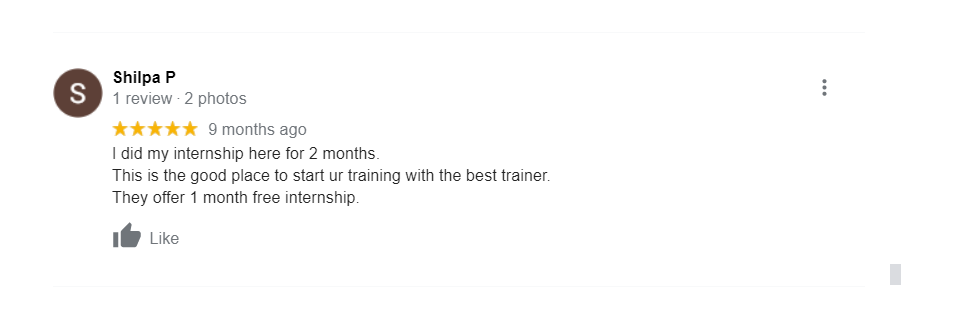 S
Shilpa P
1 review · 2 photos
9 months ago
I did my internship here for 2 months.
This is the good place to start ur training with the best trainer.
They offer 1 month free internship.
Like